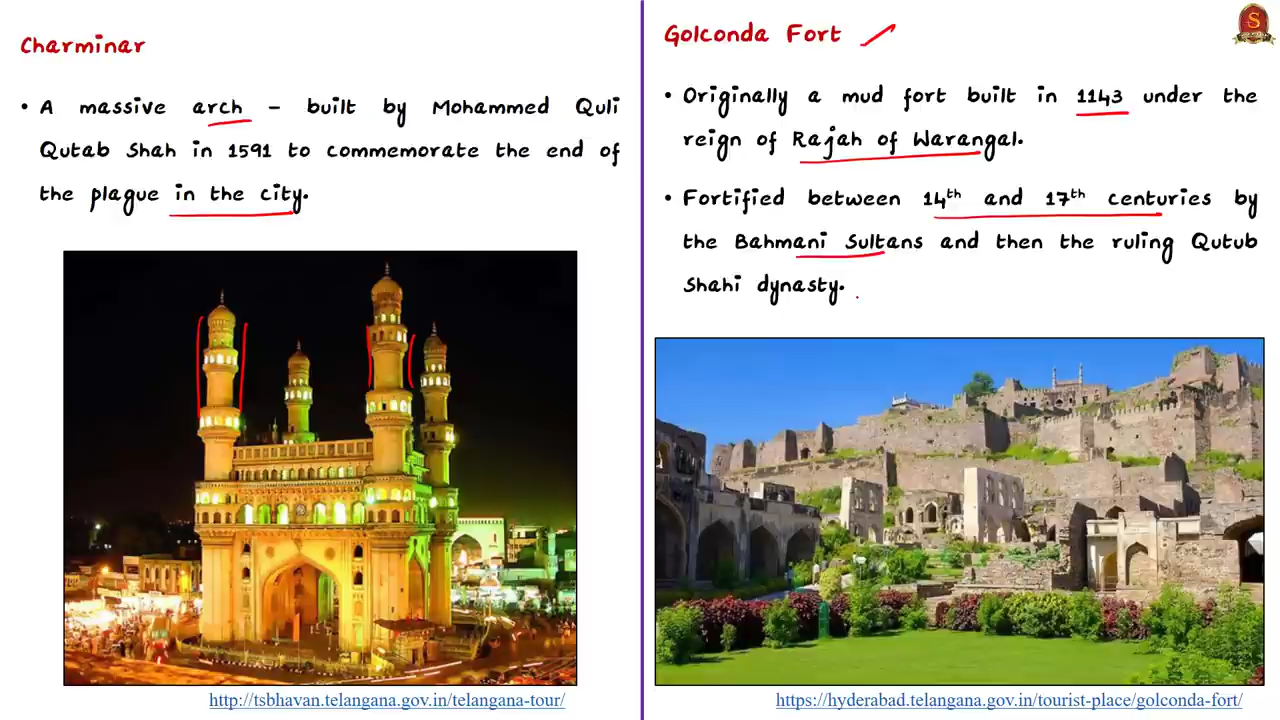 Charminar
• A massive arch – built by Mohammed Quli
Qutab Shah in 1591 to commemorate the end of
the plague in the city.
http://tsbhavan.telangana.gov.in/telangana-tour/
Golconda Fort
• Originally a mud fort built in 1143 under the
reign of Rajah of Warangal.
• Fortified between 14th and 17th centuries by
the Bahmani Sultans and then the ruling Qutub
Shahi dynasty.
https://hyderabad.telangana.gov.in/tourist-place/golconda-fort/
S